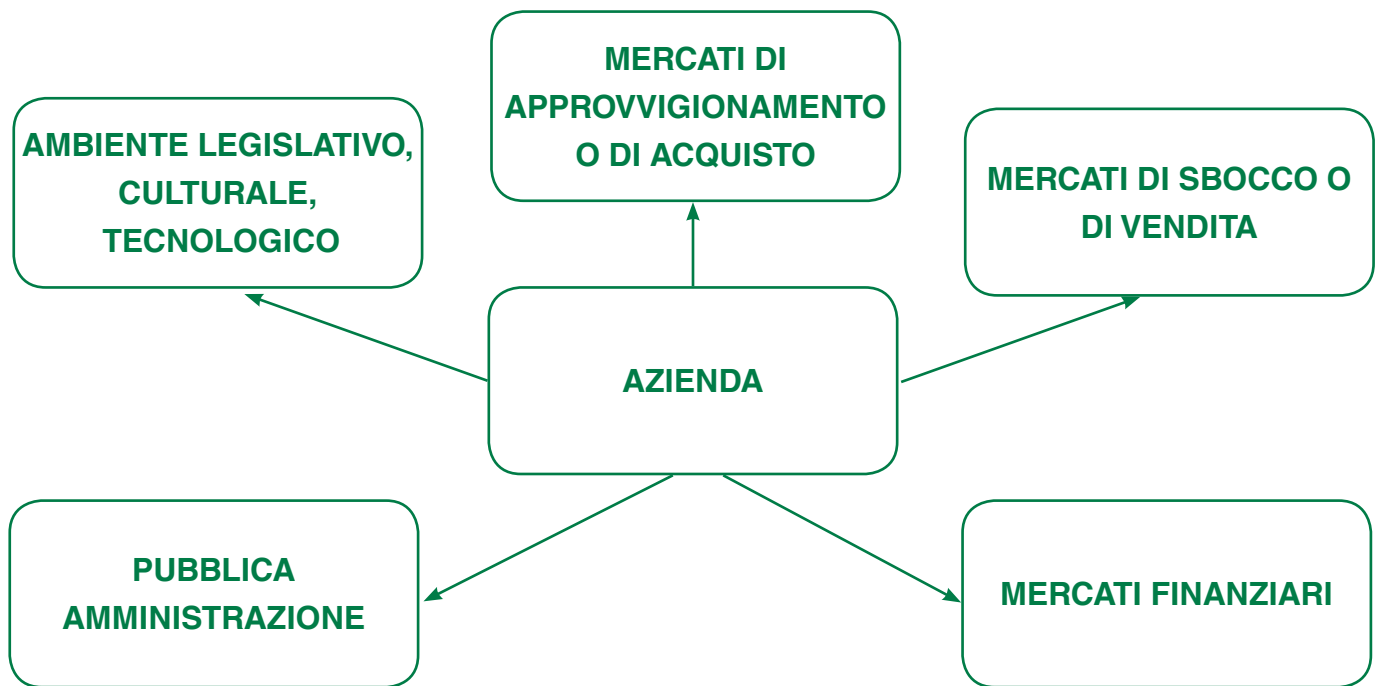 MERCATI DI
APPROVVIGIONAMENTO
O DI ACQUISTO
AMBIENTE LEGISLATIVO,
CULTURALE,
TECNOLOGICO
MERCATI DI SBOCCO O
DI VENDITA
AZIENDA
PUBBLICA
AMMINISTRAZIONE
MERCATI FINANZIARI